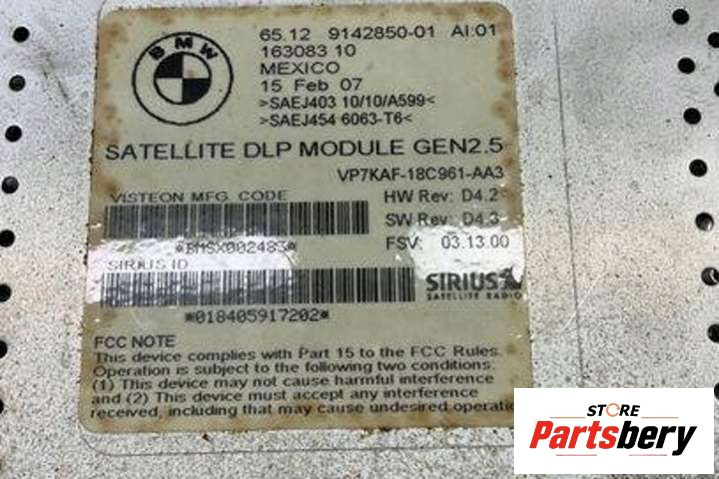 BMW
65.12 9142850-01 AI:01
163083 10
MEXICO
15 Feb 07
>SAEJ403 10/10/A599<
>SAEJ454 6063-T6<
SATELLITE DLP MODULE GEN2.5
VP7KAF-18C961-AA3
VISTEON MFG. CODE
HW Rev: D4.2
SW Rev: D4.3
*BMSX002483*
FSV: 03.13.00
SIRIUS ID
SIRIUS
SATELLITE RADIO
*018405917202*
FCC NOTE
This device complies with Part 15 to the FCC Rules.
Operation is subject to the following two conditions:
(1) This device may not cause harmful interference
and (2) This device must accept any interference
received, including that may cause undesired operatio
STORE
Partsbery